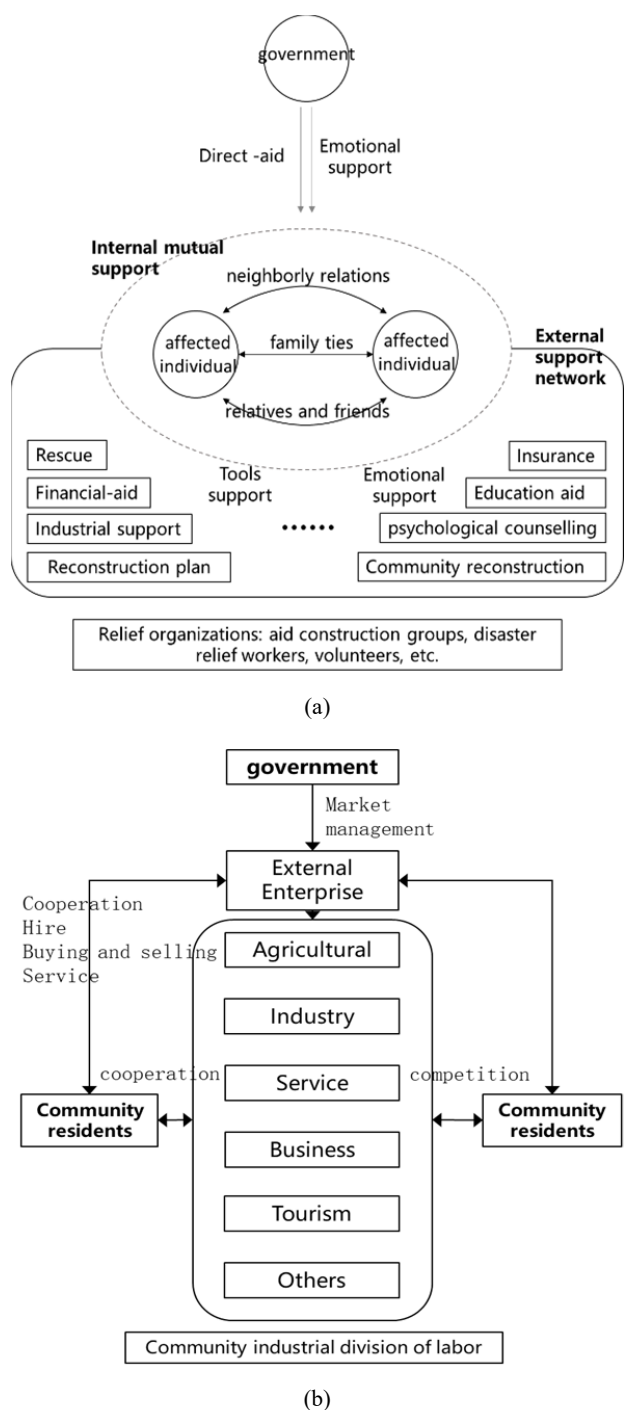 government
Direct -aid
Emotional
support
Internal mutual
support
neighborly relations
affected
individual
family ties
affected
individual
relatives and friends
External
support
network
Rescue
Financial-aid
Industrial support
Reconstruction plan
Tools
support
Emotional
support
······
Insurance
Education aid
psychological counselling
Community reconstruction
Relief organizations: aid construction groups, disaster
relief workers, volunteers, etc.
(a)
government
Market
management
External
Enterprise
Cooperation
Hire
Buying and selling
Service
Agricultural
Industry
Service
Business
Tourism
Others
cooperation
competition
Community
residents
Community
residents
Community industrial division of labor
(b)